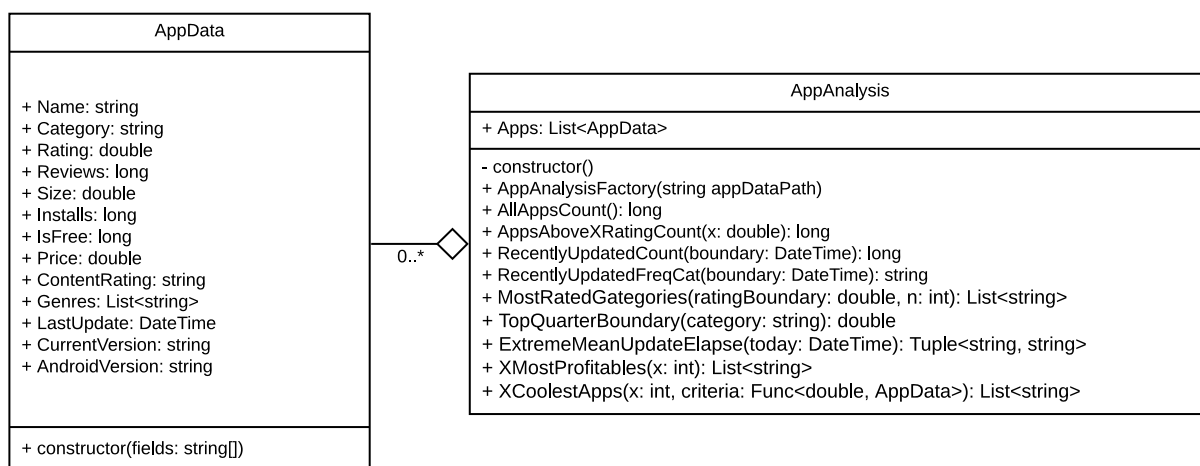 AppData
+ Name: string
+ Category: string
+ Rating: double
+ Reviews: long
+ Size: double
+ Installs: long
+ IsFree: long
+ Price: double
+ ContentRating: string
+ Genres: List<string>
+ LastUpdate: DateTime
+ CurrentVersion: string
+ AndroidVersion: string
+ constructor(fields: string[])
0..*
AppAnalysis
+ Apps: List<AppData>
- constructor()
+ AppAnalysisFactory(string appDataPath)
+ AllAppsCount(): long
+ AppsAboveXRatingCount(x: double): long
+ RecentlyUpdatedCount(boundary: DateTime): long
+ RecentlyUpdatedFreqCat(boundary: DateTime): string
+ MostRatedGategories(ratingBoundary: double, n: int): List<string>
+ TopQuarterBoundary(category: string): double
+ ExtremeMeanUpdateElapse(today: DateTime): Tuple<string, string>
+ XMostProfitables(x: int): List<string>
+ XCoolestApps(x: int, criteria: Func<double, AppData>): List<string>